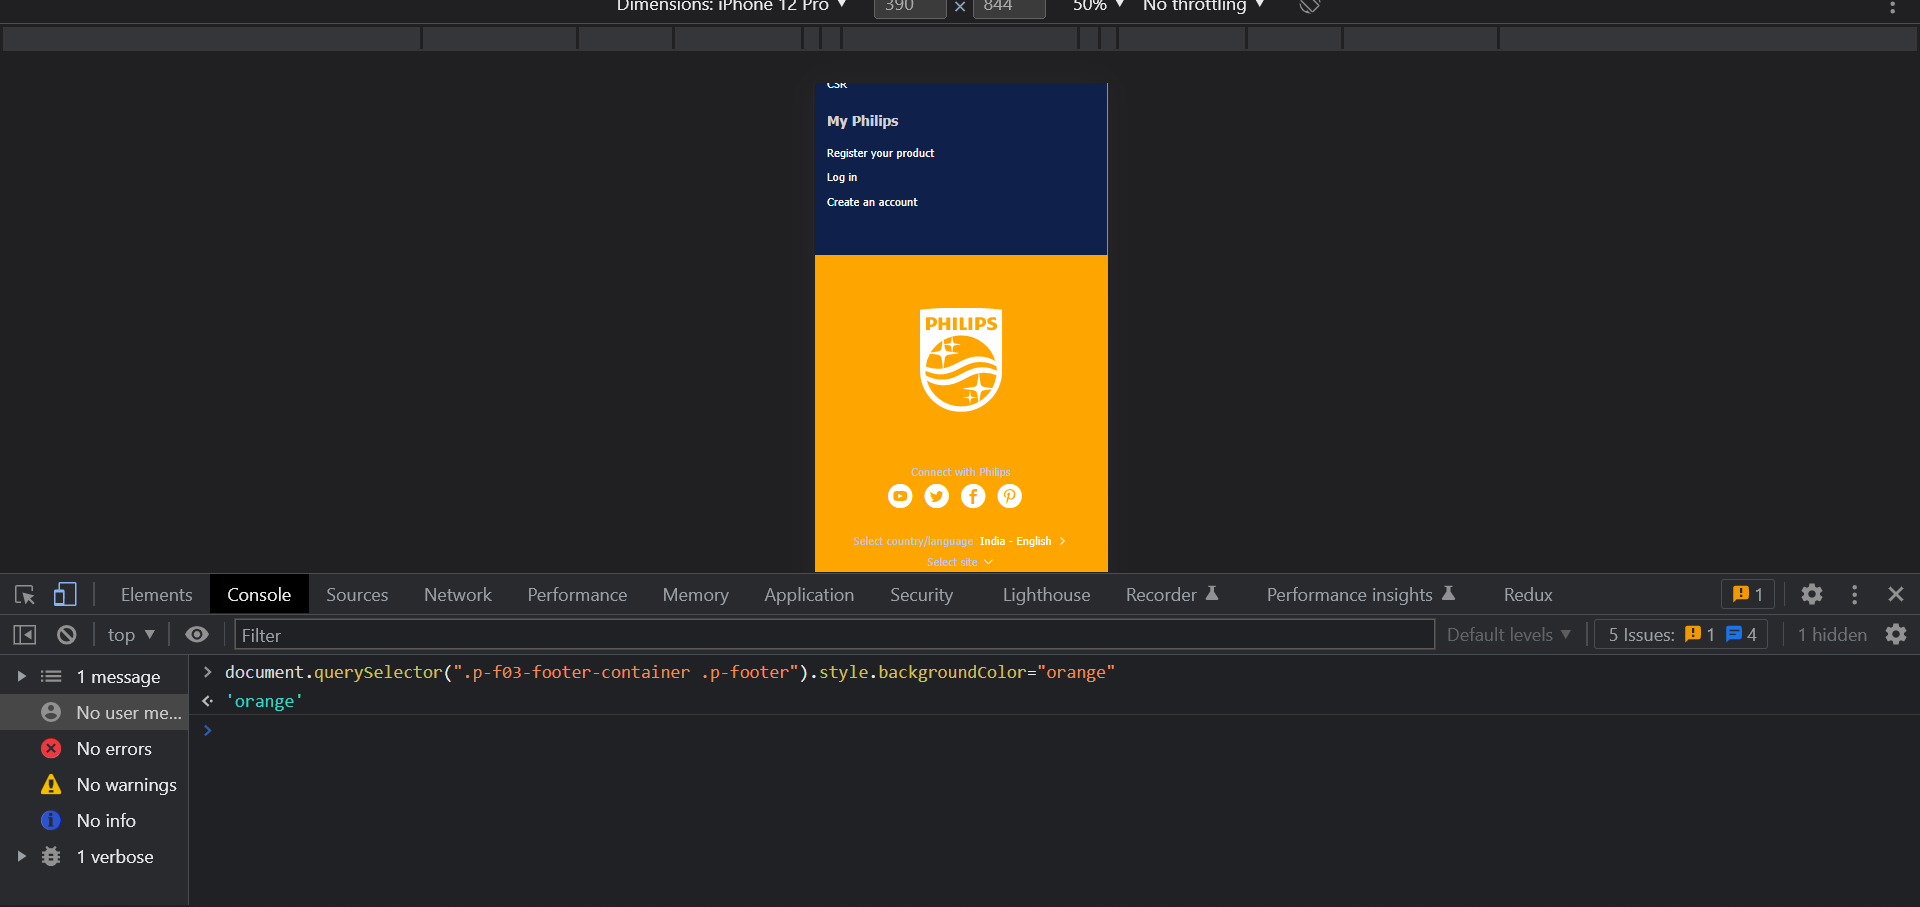 Dimensions: iPhone 12 Pro ▼ 390 × 844 50% ▼ No throttling ▼
CSR
My Philips
Register your product
Log in
Create an account
PHILIPS
Connect with Philips
Select country/language India - English
Select site
Elements Console Sources Network Performance Memory Application Security Lighthouse Recorder Performance insights Redux 1
top ▼ Filter Default levels ▼ 5 Issues: 1 4 1 hidden
1 message
No user me...
No errors
No warnings
No info
1 verbose
document.querySelector(".p-f03-footer-container .p-footer").style.backgroundColor="orange"
'orange'